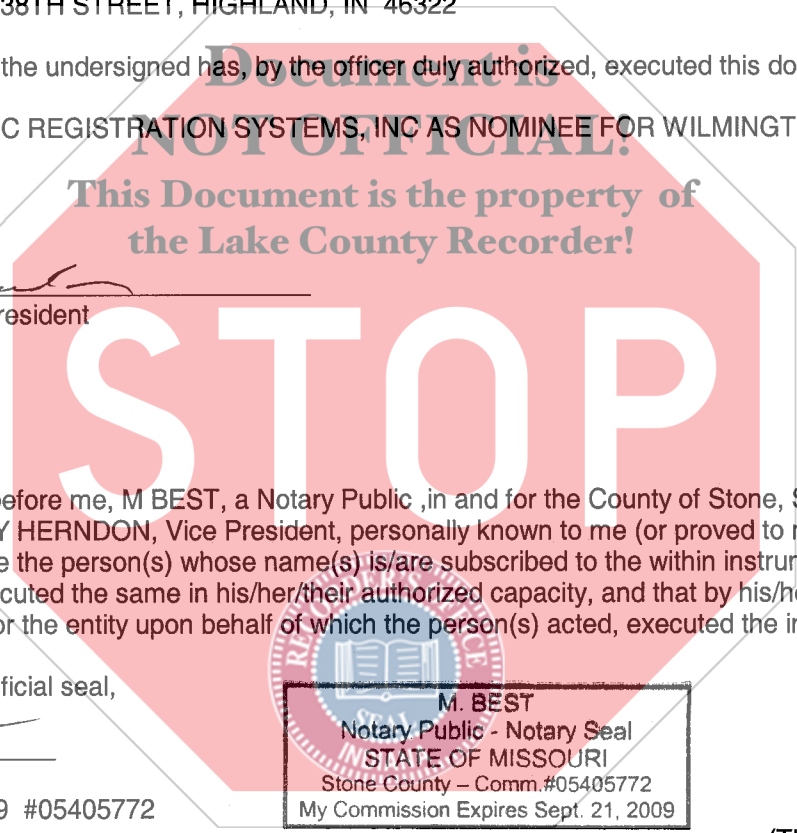 38TH STREET, HIGHLAND, IN 46322
Document is
the undersigned has, by the officer duly authorized, executed this do
NOT OFFICIAL!
C REGISTRATION SYSTEMS, INC AS NOMINEE FOR WILMINGT
This Document is the property of
the Lake County Recorder!
resident
STOP
efore me, M BEST, a Notary Public ,in and for the County of Stone, S
Y HERNDON, Vice President, personally known to me (or proved to
e the person(s) whose name(s) is/are subscribed to the within instru
cuted the same in his/her/their authorized capacity, and that by his/h
or the entity upon behalf of which the person(s) acted, executed the i
RECORDER'S OFFICE
SEAL
INDIANA
ficial seal,
M. BEST
Notary Public - Notary Seal
STATE OF MISSOURI
Stone County – Comm.#05405772
My Commission Expires Sept. 21, 2009
9 #05405772